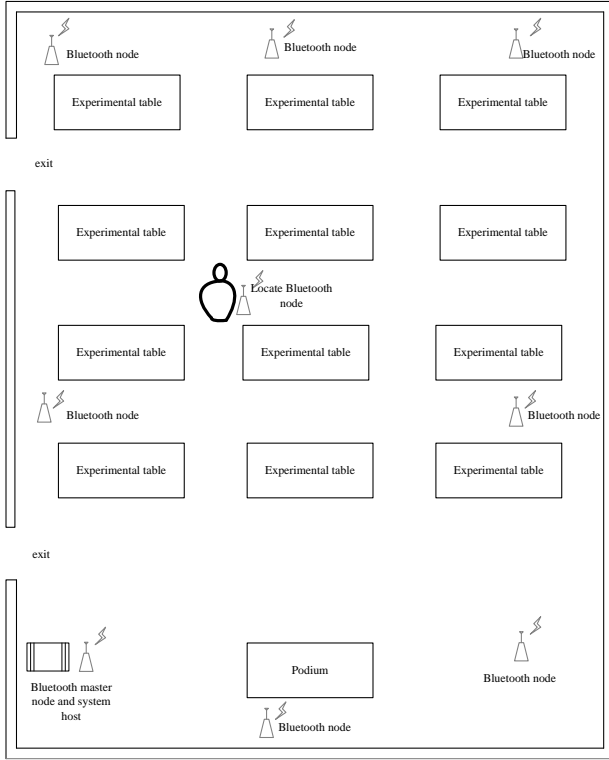 Bluetooth node
Bluetooth node
Bluetooth node
Experimental table
Experimental table
Experimental table
exit
Experimental table
Experimental table
Experimental table
Locate Bluetooth
node
Experimental table
Experimental table
Experimental table
Bluetooth node
Bluetooth node
Experimental table
Experimental table
Experimental table
exit
Podium
Bluetooth node
Bluetooth master
node and system
host
Bluetooth node